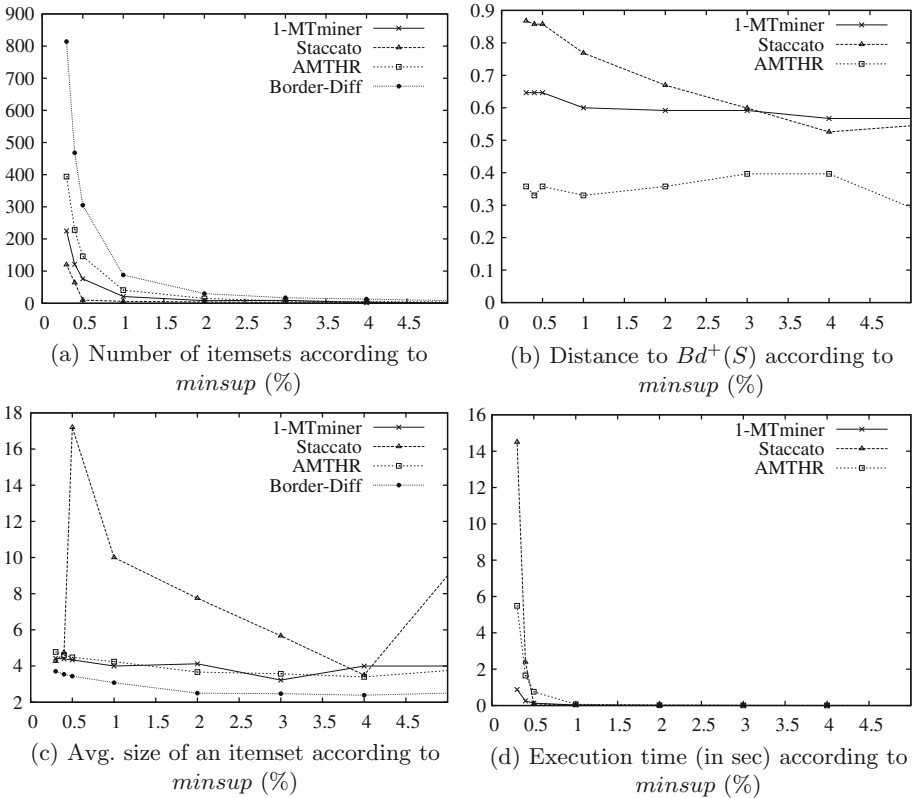 1-MTminer
Staccato
AMTHR
Border-Diff
900
800
700
600
500
400
300
200
100
0
0 0.5 1 1.5 2 2.5 3 3.5 4 4.5
(a) Number of itemsets according to
minsup (%)
1-MTminer
Staccato
AMTHR
0.9
0.8
0.7
0.6
0.5
0.4
0.3
0.2
0.1
0
0 0.5 1 1.5 2 2.5 3 3.5 4 4.5
(b) Distance to Bd+(S) according to
minsup (%)
1-MTminer
Staccato
AMTHR
Border-Diff
18
16
14
12
10
8
6
4
2
0 0.5 1 1.5 2 2.5 3 3.5 4 4.5
(c) Avg. size of an itemset according to
minsup (%)
1-MTminer
Staccato
AMTHR
16
14
12
10
8
6
4
2
0
0 0.5 1 1.5 2 2.5 3 3.5 4 4.5
(d) Execution time (in sec) according to
minsup (%)